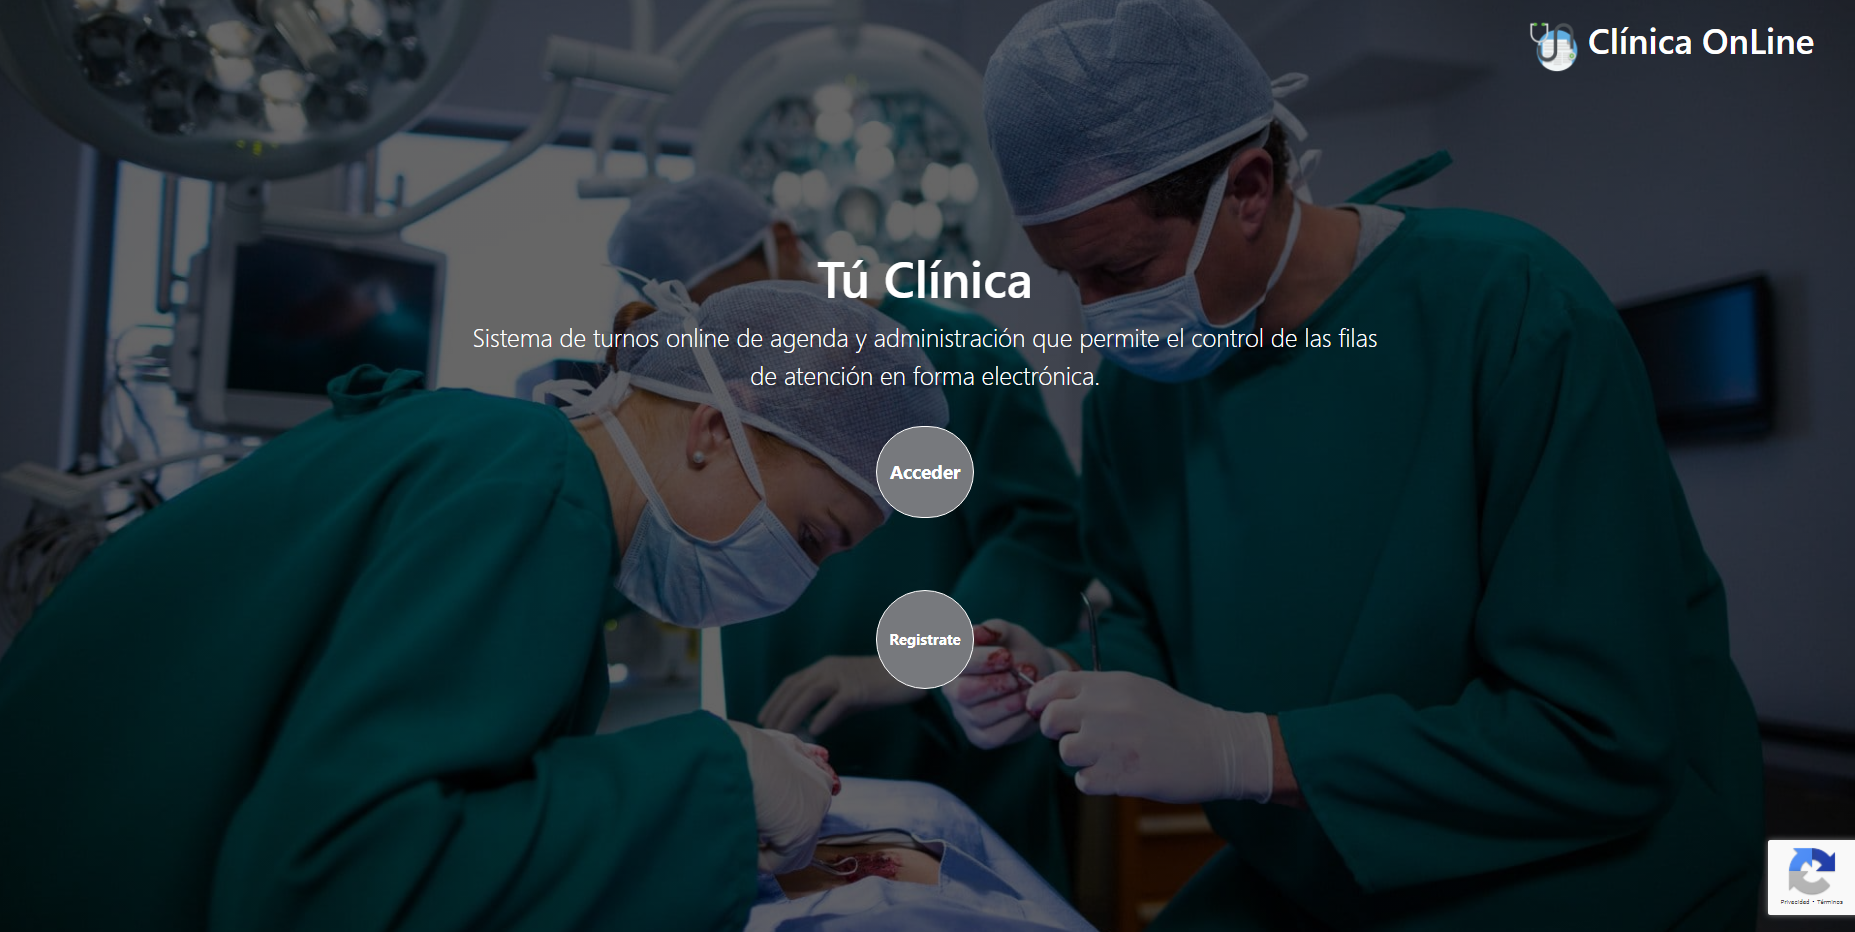 Clínica OnLine
Tú Clínica
Sistema de turnos online de agenda y administración que permite el control de las filas
de atención en forma electrónica.
Acceder
Registrate
Privacidad • Términos